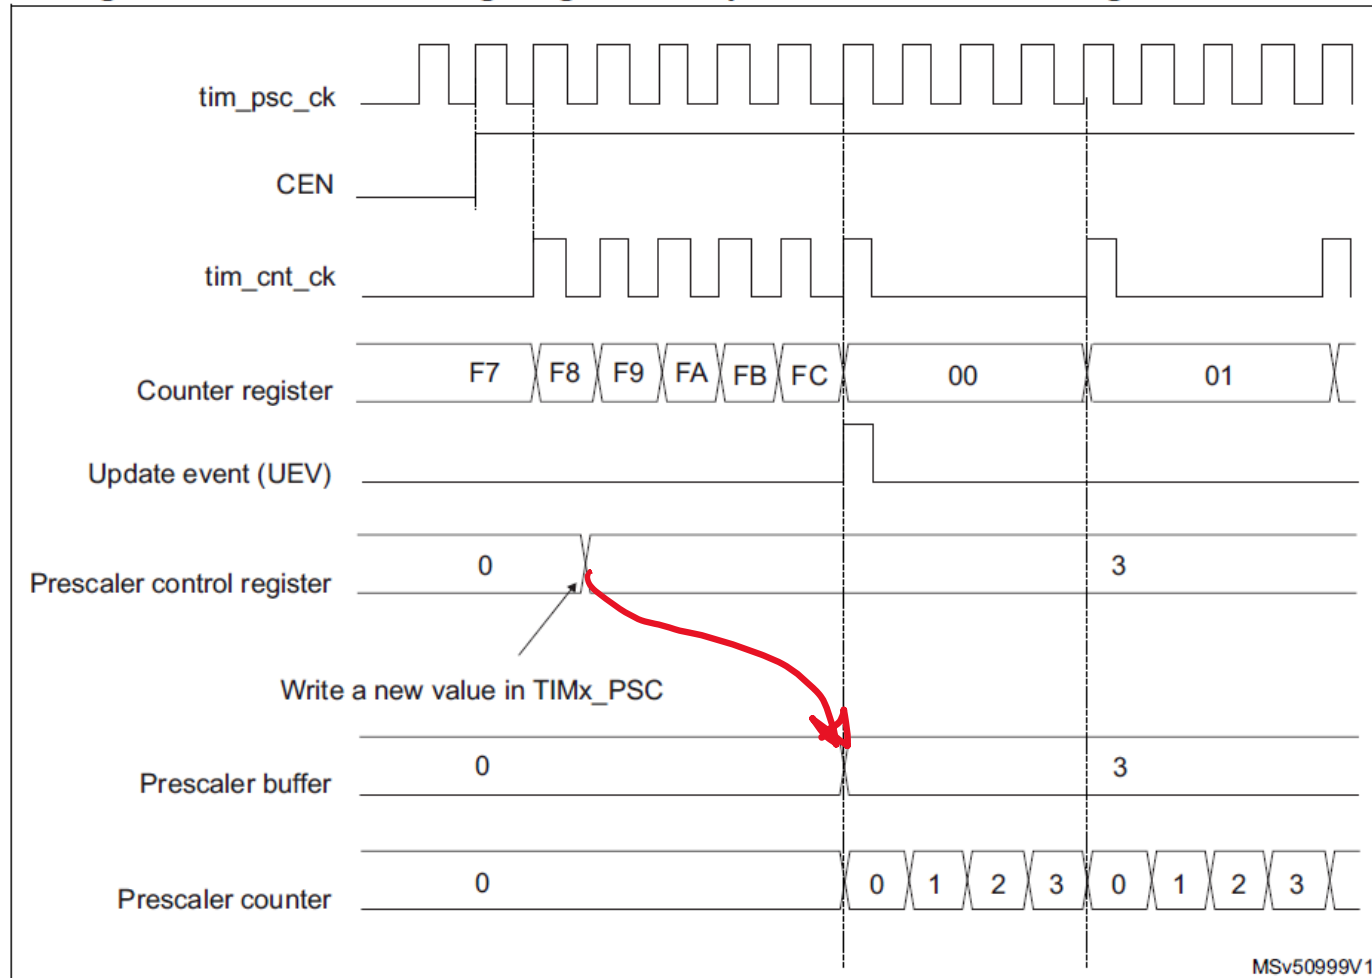 tim_psc_ck
CEN
tim_cnt_ck
Counter register F7 F8 F9 FA FB FC 00 01
Update event (UEV)
Prescaler control register 0 3
Write a new value in TIMx_PSC
Prescaler buffer 0 3
Prescaler counter 0 0 1 2 3 0 1 2 3
MSv50999V1